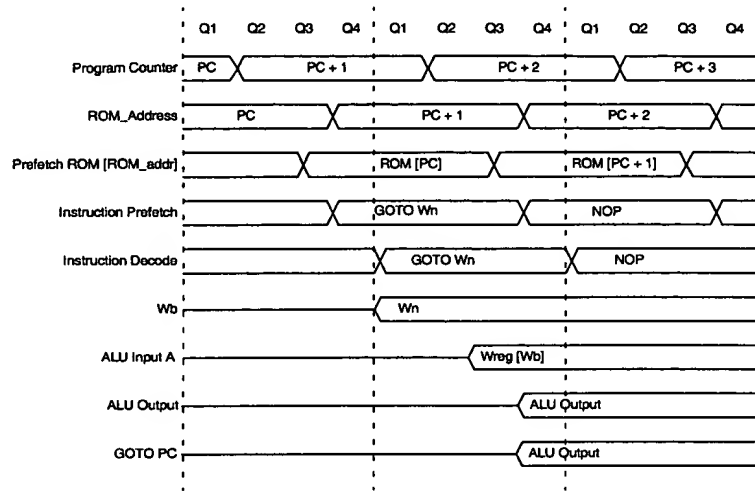 Q1 Q2 Q3 Q4 Q1 Q2 Q3 Q4 Q1 Q2 Q3 Q4
Program Counter PC PC + 1 PC + 2 PC + 3
ROM_Address PC PC + 1 PC + 2
Prefetch ROM [ROM_addr] ROM [PC] ROM [PC + 1]
Instruction Prefetch GOTO Wn NOP
Instruction Decode GOTO Wn NOP
Wb Wn
ALU Input A Wreg [Wb]
ALU Output ALU Output
GOTO PC ALU Output